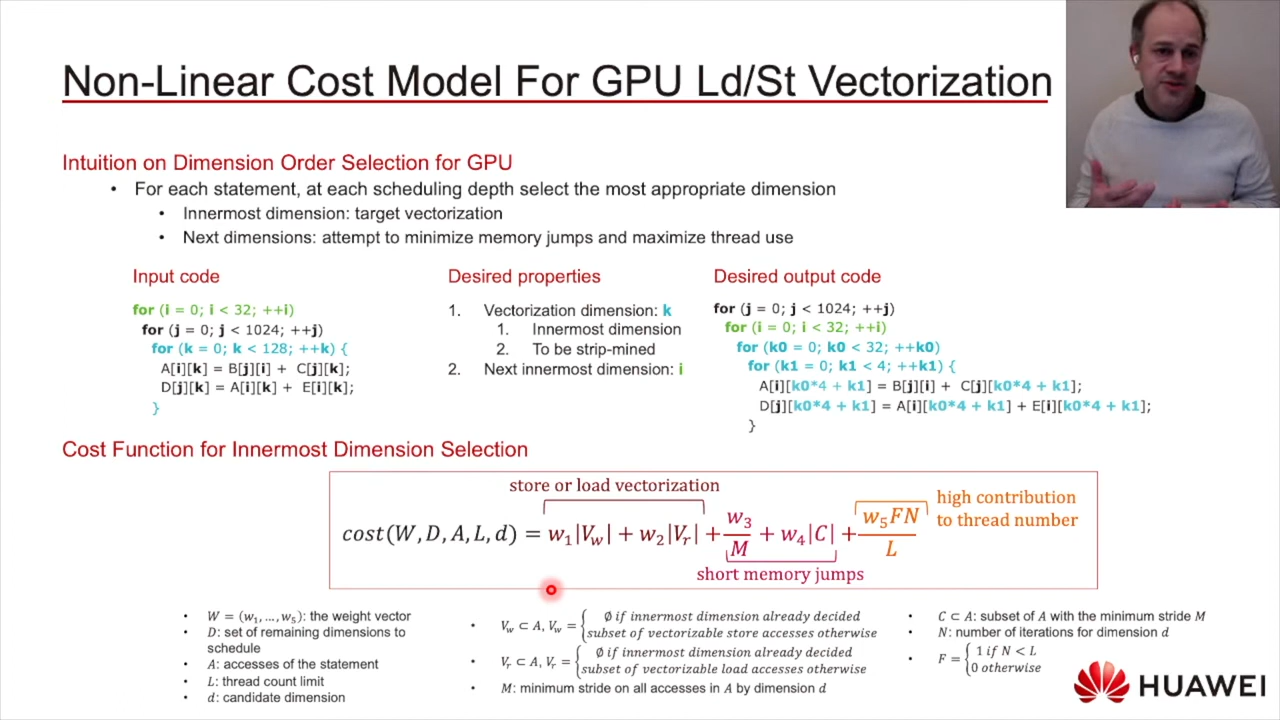 Non-Linear Cost Model For GPU Ld/St Vectorization
Intuition on Dimension Order Selection for GPU
• For each statement, at each scheduling depth select the most appropriate dimension
• Innermost dimension: target vectorization
• Next dimensions: attempt to minimize memory jumps and maximize thread use
Input code
for (i = 0; i < 32; ++i)
for (j = 0; j < 1024; ++j)
for (k = 0; k < 128; ++k) {
A[i][k] = B[j][i] + C[j][k];
D[j][k] = A[i][k] + E[i][k];
}
Desired properties
1. Vectorization dimension: k
1. Innermost dimension
2. To be strip-mined
2. Next innermost dimension: i
Desired output code
for (j = 0; j < 1024; ++j)
for (i = 0; i < 32; ++i)
for (k0 = 0; k0 < 32; ++k0)
for (k1 = 0; k1 < 4; ++k1) {
A[i][k0*4 + k1] = B[j][i] + C[j][k0*4 + k1];
D[j][k0*4 + k1] = A[i][k0*4 + k1] + E[i][k0*4 + k1];
}
Cost Function for Innermost Dimension Selection
store or load vectorization
cost(W, D, A, L, d) = w₁|V_w| + w₂|V_r| + w₃/M + w₄|C| + w₅FN/L
short memory jumps
high contribution
to thread number
• W = (w₁, ..., w₅): the weight vector
• D: set of remaining dimensions to
schedule
• A: accesses of the statement
• L: thread count limit
• d: candidate dimension
• V_w ⊂ A, V_w = { ∅ if innermost dimension already decided
subset of vectorizable store accesses otherwise
• V_r ⊂ A, V_r = { ∅ if innermost dimension already decided
subset of vectorizable load accesses otherwise
• M: minimum stride on all accesses in A by dimension d
• C ⊂ A: subset of A with the minimum stride M
• N: number of iterations for dimension d
• F = { 1 if N < L
0 otherwise
HUAWEI